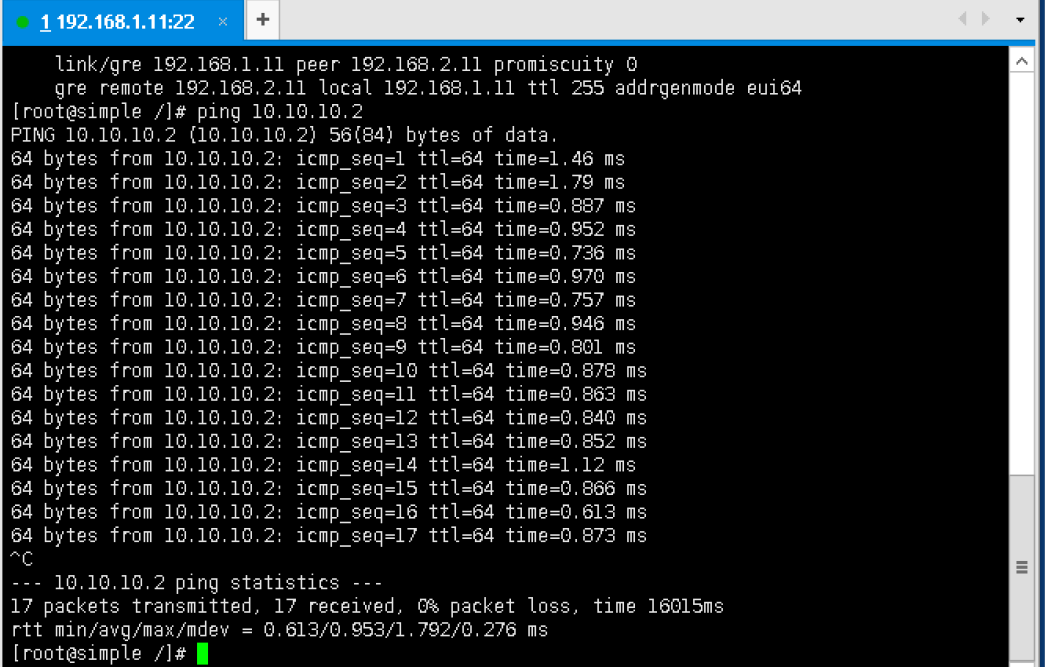 1 192.168.1.11:22 × +
link/gre 192.168.1.11 peer 192.168.2.11 promiscuity 0
gre remote 192.168.2.11 local 192.168.1.11 ttl 255 addrgenmode eui64
[root@simple /]# ping 10.10.10.2
PING 10.10.10.2 (10.10.10.2) 56(84) bytes of data.
64 bytes from 10.10.10.2: icmp_seq=1 ttl=64 time=1.46 ms
64 bytes from 10.10.10.2: icmp_seq=2 ttl=64 time=1.79 ms
64 bytes from 10.10.10.2: icmp_seq=3 ttl=64 time=0.887 ms
64 bytes from 10.10.10.2: icmp_seq=4 ttl=64 time=0.952 ms
64 bytes from 10.10.10.2: icmp_seq=5 ttl=64 time=0.736 ms
64 bytes from 10.10.10.2: icmp_seq=6 ttl=64 time=0.970 ms
64 bytes from 10.10.10.2: icmp_seq=7 ttl=64 time=0.757 ms
64 bytes from 10.10.10.2: icmp_seq=8 ttl=64 time=0.946 ms
64 bytes from 10.10.10.2: icmp_seq=9 ttl=64 time=0.801 ms
64 bytes from 10.10.10.2: icmp_seq=10 ttl=64 time=0.878 ms
64 bytes from 10.10.10.2: icmp_seq=11 ttl=64 time=0.863 ms
64 bytes from 10.10.10.2: icmp_seq=12 ttl=64 time=0.840 ms
64 bytes from 10.10.10.2: icmp_seq=13 ttl=64 time=0.852 ms
64 bytes from 10.10.10.2: icmp_seq=14 ttl=64 time=1.12 ms
64 bytes from 10.10.10.2: icmp_seq=15 ttl=64 time=0.866 ms
64 bytes from 10.10.10.2: icmp_seq=16 ttl=64 time=0.613 ms
64 bytes from 10.10.10.2: icmp_seq=17 ttl=64 time=0.873 ms
^C
--- 10.10.10.2 ping statistics ---
17 packets transmitted, 17 received, 0% packet loss, time 16015ms
rtt min/avg/max/mdev = 0.613/0.953/1.792/0.276 ms
[root@simple /]#